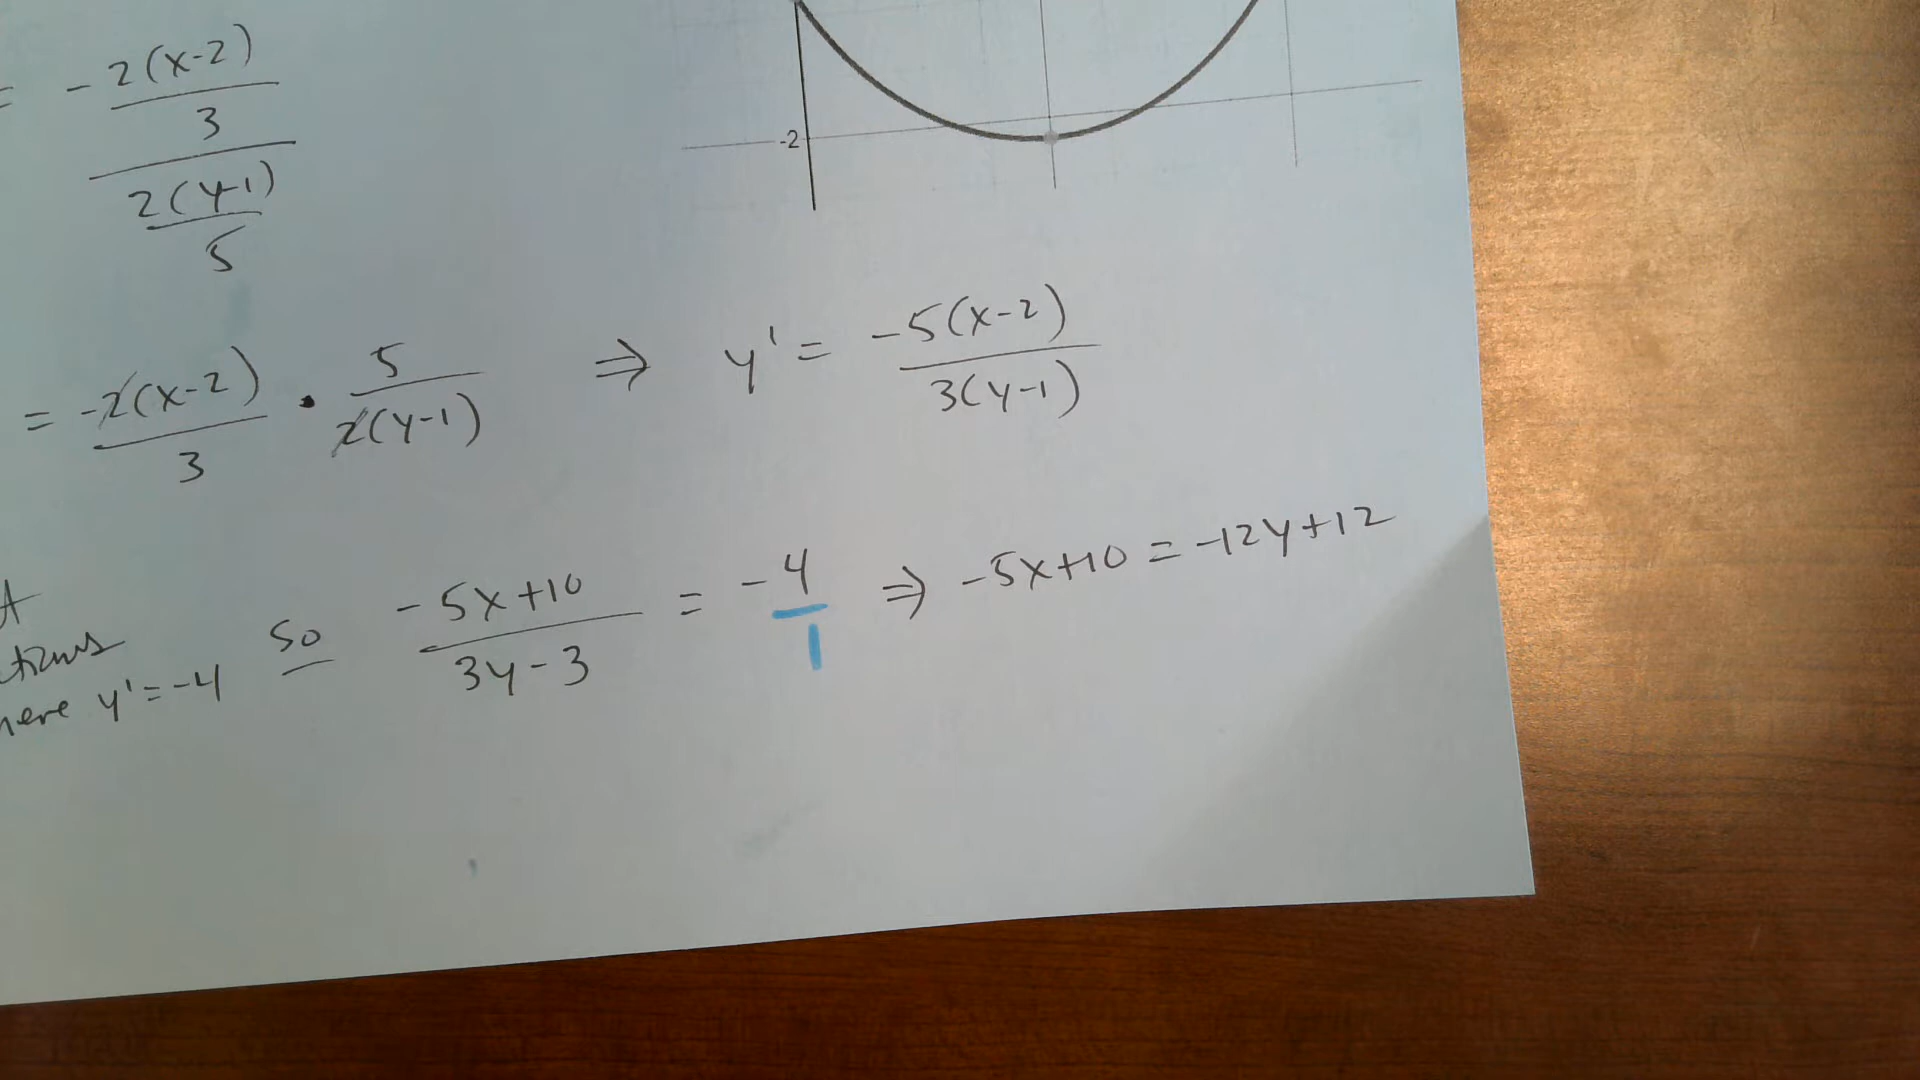 = - 2(x-2)
3
2(y-1)
5
-2
= -2(x-2)/3 • 5/2(y-1) ⇒ y' = -5(x-2)/3(y-1)
so -5x+10/3y-3 = -4/1 ⇒ -5x+10 = -12y+12
y'=-4